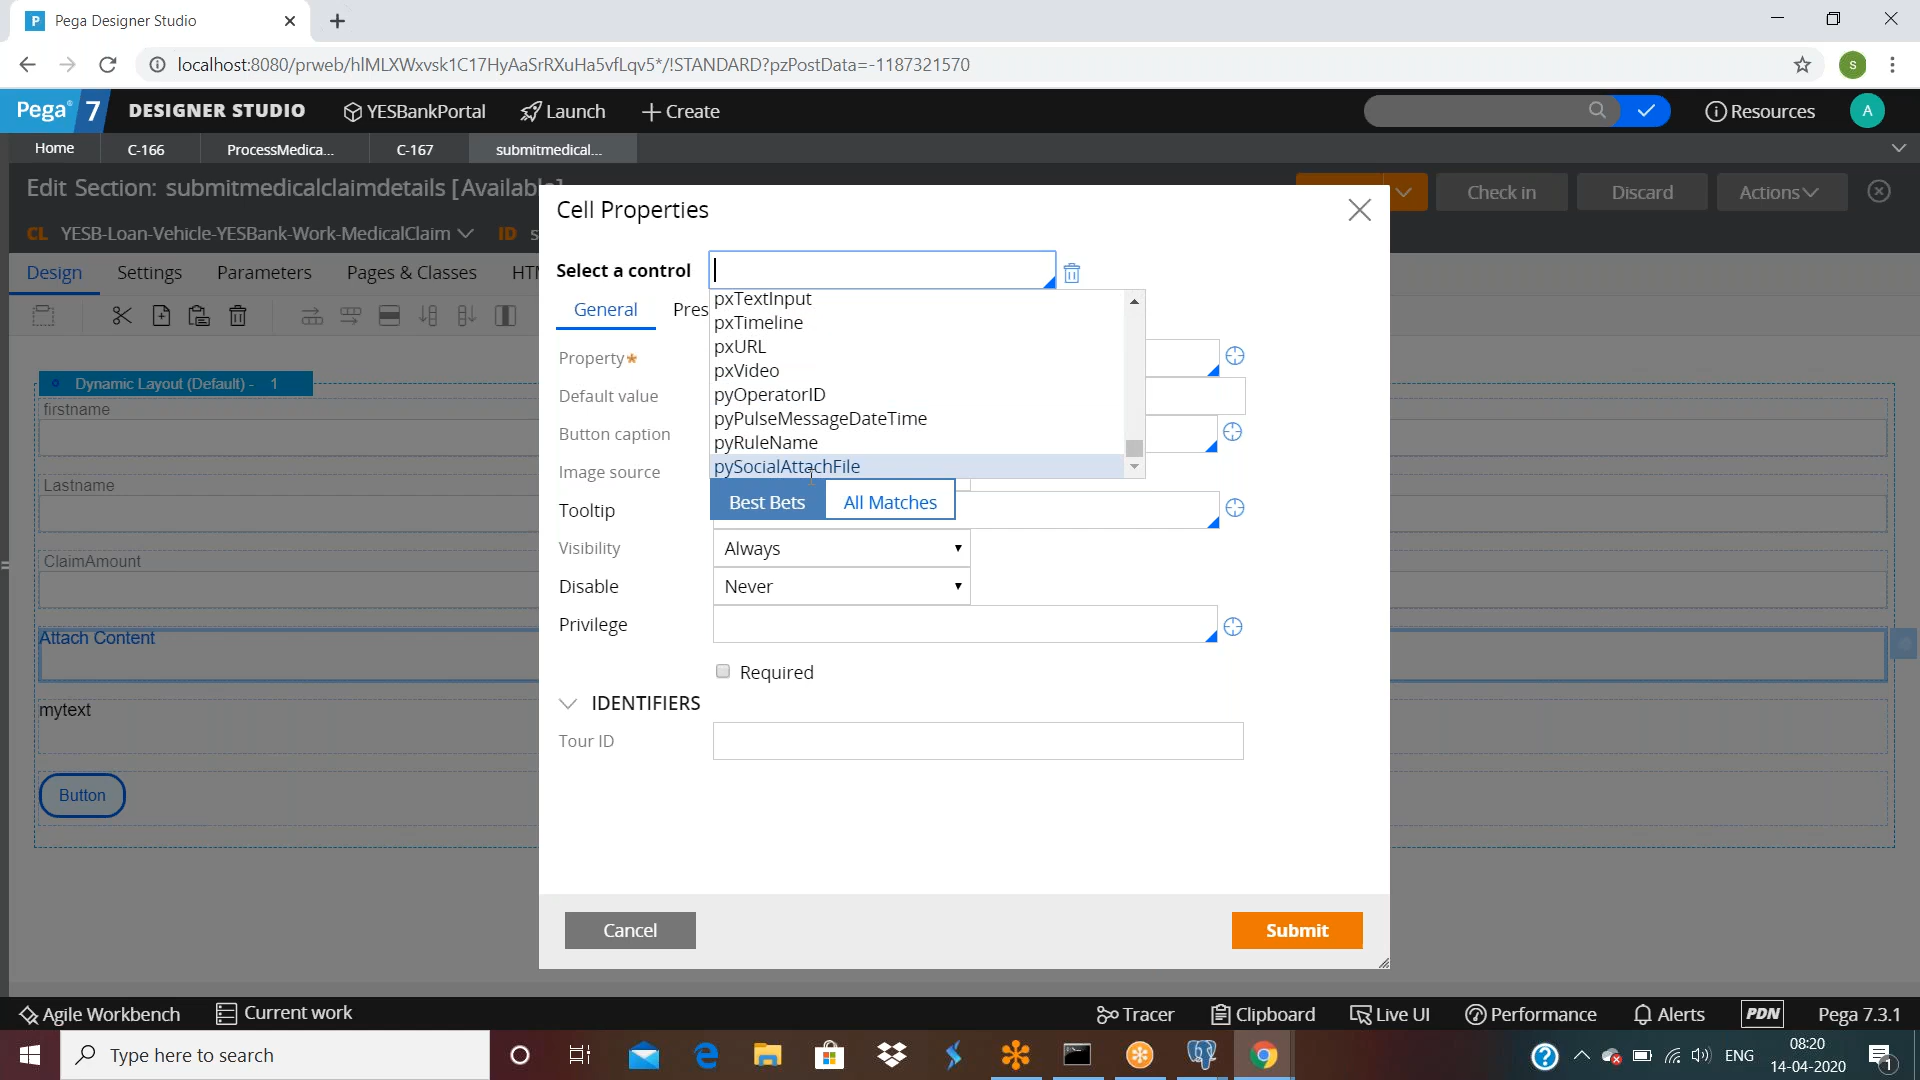 Pega Designer Studio
localhost:8080/prweb/hIMLXWxvsk1C17HyAaSrRXuHa5vfLqv5*/!STANDARD?pzPostData=-1187321570
S
Pega 7 DESIGNER STUDIO YESBankPortal Launch Create Resources A
Home C-166 ProcessMedica... C-167 submitmedical...
Edit Section: submitmedicalclaimdetails [Available]
Check in Discard Actions
CL YESB-Loan-Vehicle-YESBank-Work-MedicalClaim ID s
Design Settings Parameters Pages & Classes HT
Cell Properties
Select a control
General Pres
pxTextInput
pxTimeline
pxURL
pxVideo
pyOperatorID
pyPulseMessageDateTime
pyRuleName
pySocialAttachFile
Best Bets All Matches
Property*
Default value
Button caption
Image source
Tooltip
Visibility Always
Disable Never
Privilege
Required
IDENTIFIERS
Tour ID
Cancel Submit
Dynamic Layout (Default) - 1
firstname
Lastname
ClaimAmount
Attach Content
mytext
Button
Agile Workbench Current work Tracer Clipboard Live UI Performance Alerts PDN Pega 7.3.1
Type here to search
ENG
08:20
14-04-2020
1